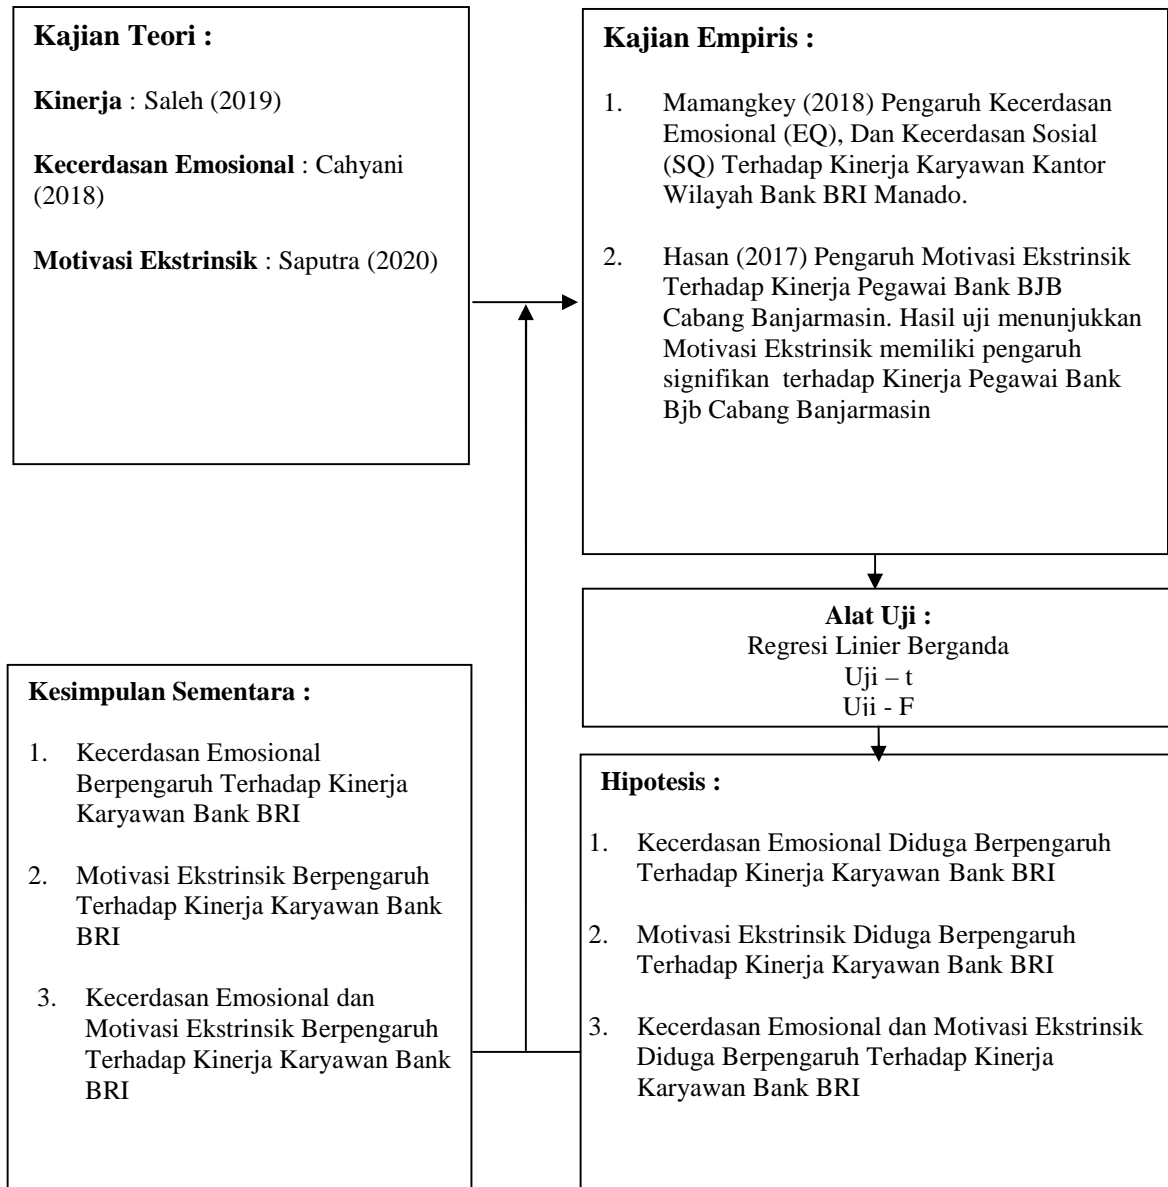 Kajian Teori :
Kinerja : Saleh (2019)
Kecerdasan Emosional : Cahyani
(2018)
Motivasi Ekstrinsik : Saputra (2020)
Kajian Empiris :
1. Mamangkey (2018) Pengaruh Kecerdasan
Emosional (EQ), Dan Kecerdasan Sosial
(SQ) Terhadap Kinerja Karyawan Kantor
Wilayah Bank BRI Manado.
2. Hasan (2017) Pengaruh Motivasi Ekstrinsik
Terhadap Kinerja Pegawai Bank BJB
Cabang Banjarmasin. Hasil uji menunjukkan
Motivasi Ekstrinsik memiliki pengaruh
signifikan terhadap Kinerja Pegawai Bank
Bjb Cabang Banjarmasin
Alat Uji :
Regresi Linier Berganda
Uji – t
Uji - F
Kesimpulan Sementara :
1. Kecerdasan Emosional
Berpengaruh Terhadap Kinerja
Karyawan Bank BRI
2. Motivasi Ekstrinsik Berpengaruh
Terhadap Kinerja Karyawan Bank
BRI
3. Kecerdasan Emosional dan
Motivasi Ekstrinsik Berpengaruh
Terhadap Kinerja Karyawan Bank
BRI
Hipotesis :
1. Kecerdasan Emosional Diduga Berpengaruh
Terhadap Kinerja Karyawan Bank BRI
2. Motivasi Ekstrinsik Diduga Berpengaruh
Terhadap Kinerja Karyawan Bank BRI
3. Kecerdasan Emosional dan Motivasi Ekstrinsik
Diduga Berpengaruh Terhadap Kinerja
Karyawan Bank BRI